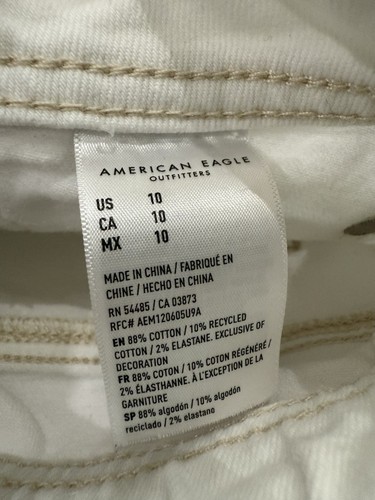 AMERICAN EAGLE
OUTFITTERS
US 10
CA 10
MX 10
MADE IN CHINA / FABRIQUÉ EN
CHINE / HECHO EN CHINA
RN 54485 / CA 03873
RFC# AEM120605U9A
EN 88% COTTON / 10% RECYCLED
COTTON / 2% ELASTANE. EXCLUSIVE OF
DECORATION
FR 88% COTON / 10% COTON RÉGÉNÉRÉ /
2% ÉLASTHANNE. À L'EXCEPTION DE LA
GARNITURE
SP 88% algodón / 10% algodón
reciclado / 2% elastano